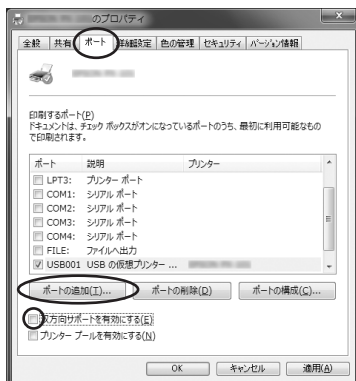 のプロパティ
全般 共有 ポート 詳細設定 色の管理 セキュリティ バージョン情報
印刷するポート(P)
ドキュメントは、チェック ボックスがオンになっているポートのうち、最初に利用可能なもの
で印刷されます。
ポート 説明 プリンター
LPT3: プリンター ポート
COM1: シリアル ポート
COM2: シリアル ポート
COM3: シリアル ポート
COM4: シリアル ポート
FILE: ファイルへ出力
USB001 USB の仮想プリンター ...
ポートの追加(T)... ポートの削除(D) ポートの構成(C)...
双方向サポートを有効にする(E)
プリンター プールを有効にする(N)
OK キャンセル 適用(A)